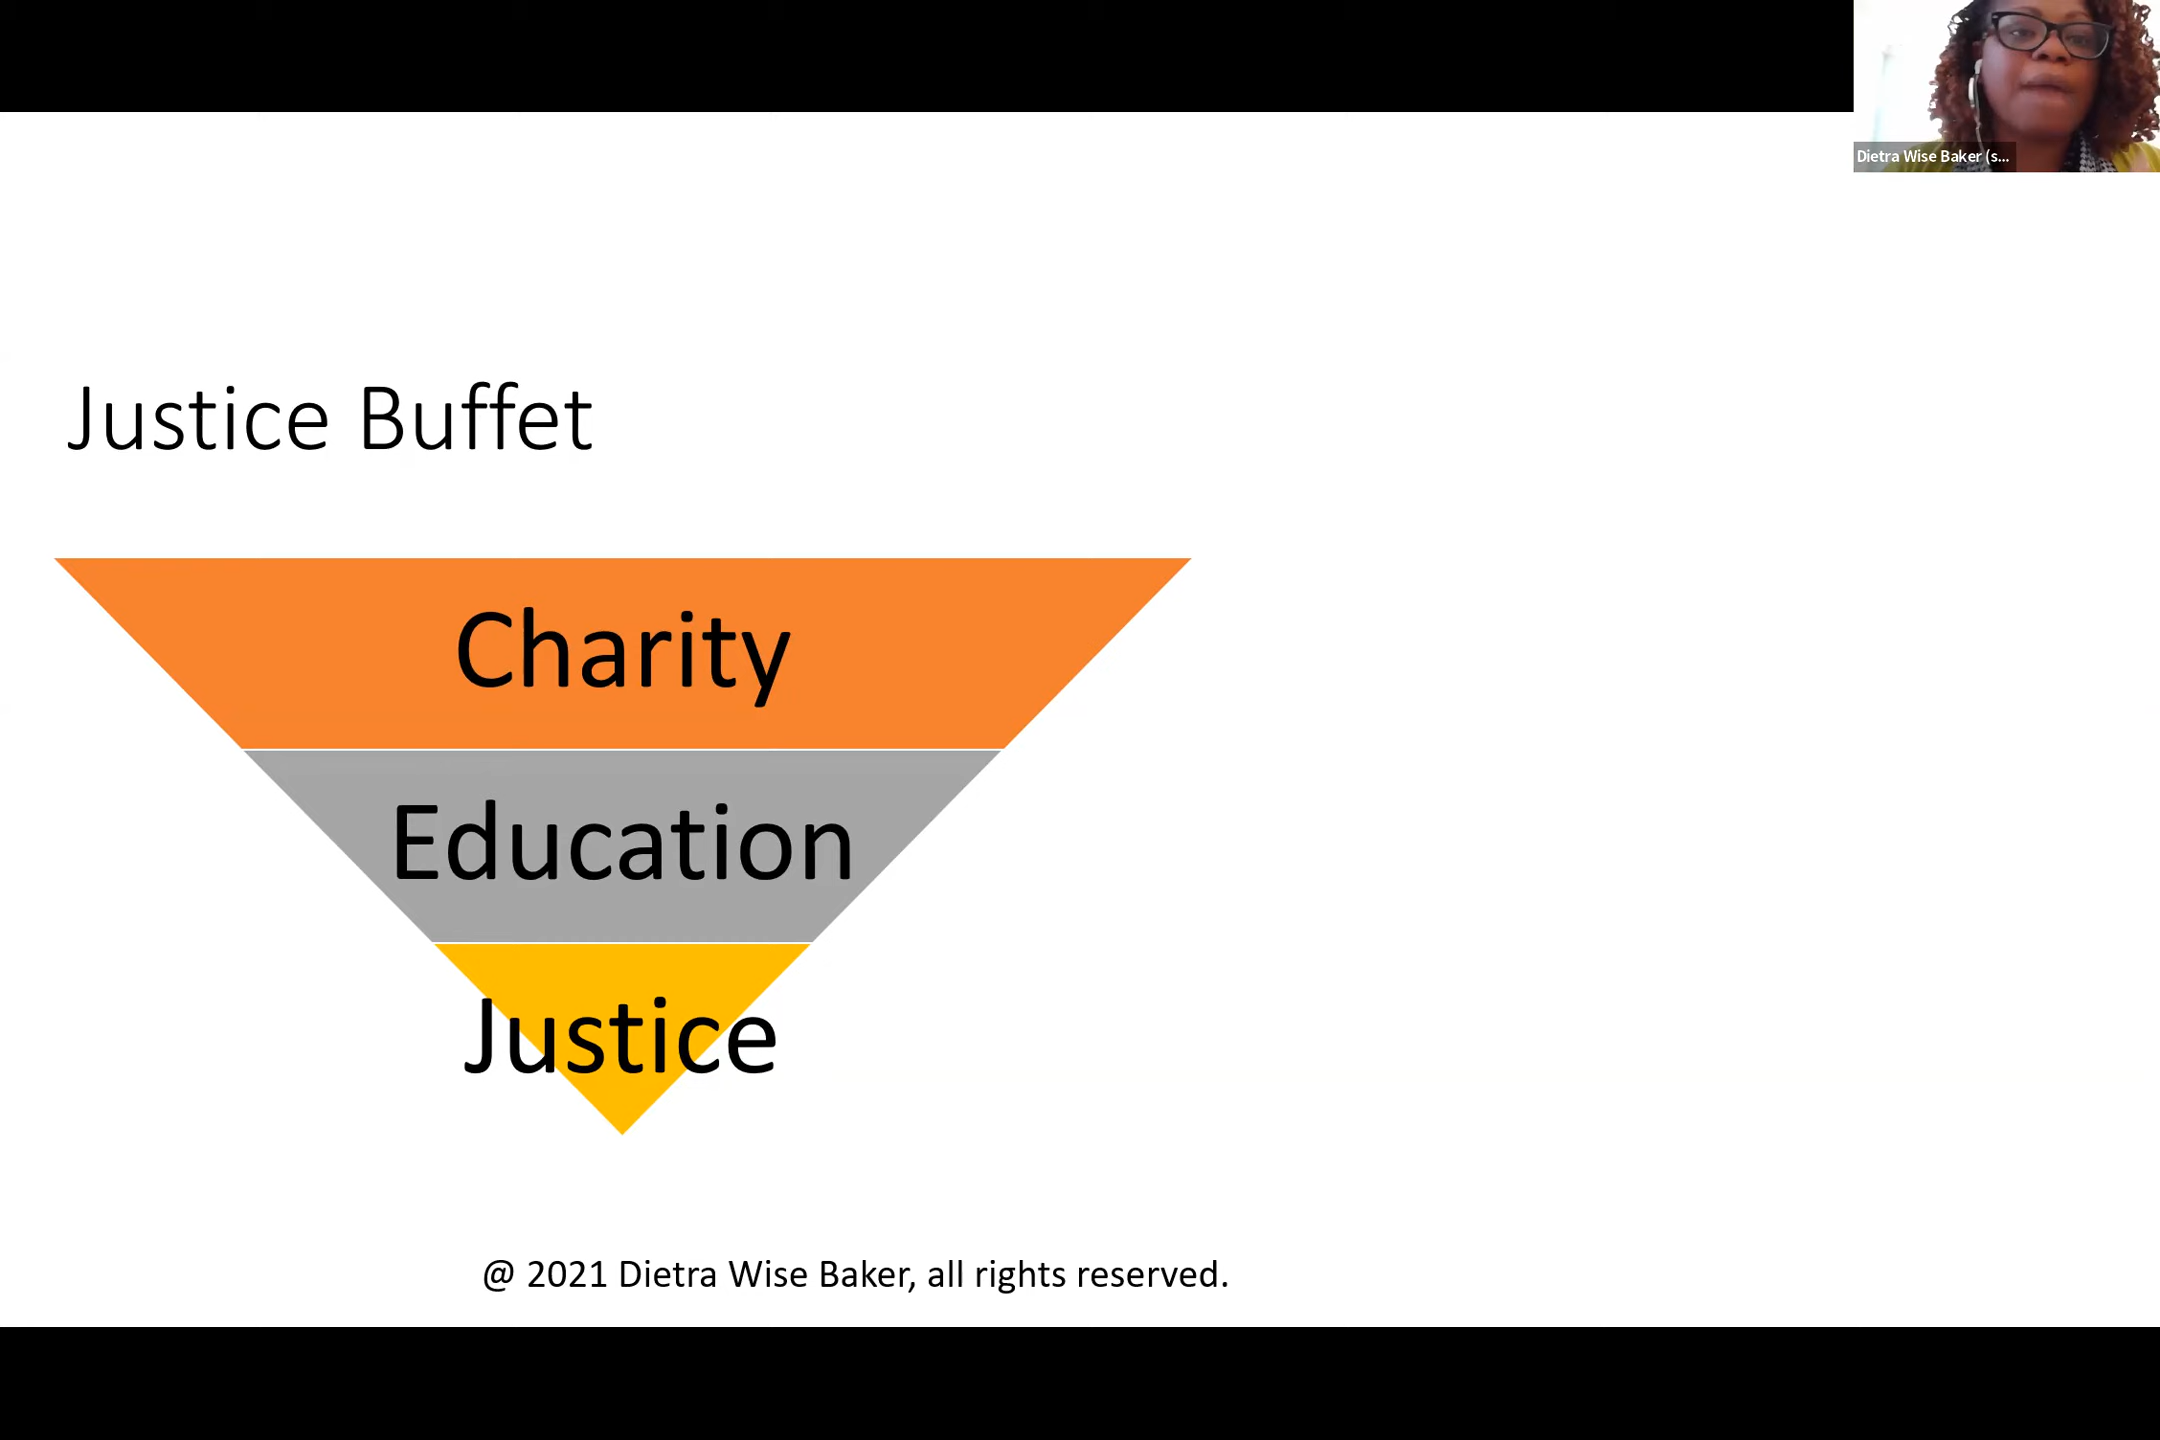 Dietra Wise Baker (s...
Justice Buffet
Charity
Education
Justice
@ 2021 Dietra Wise Baker, all rights reserved.